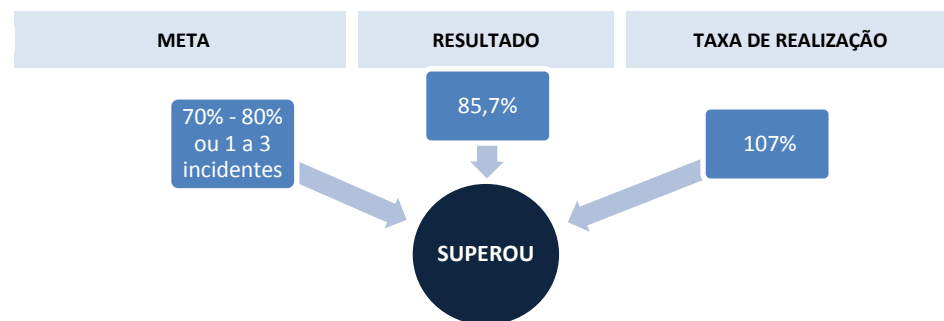 META
RESULTADO
TAXA DE REALIZAÇÃO
70% - 80%
ou 1 a 3
incidentes
85,7%
107%
SUPEROU